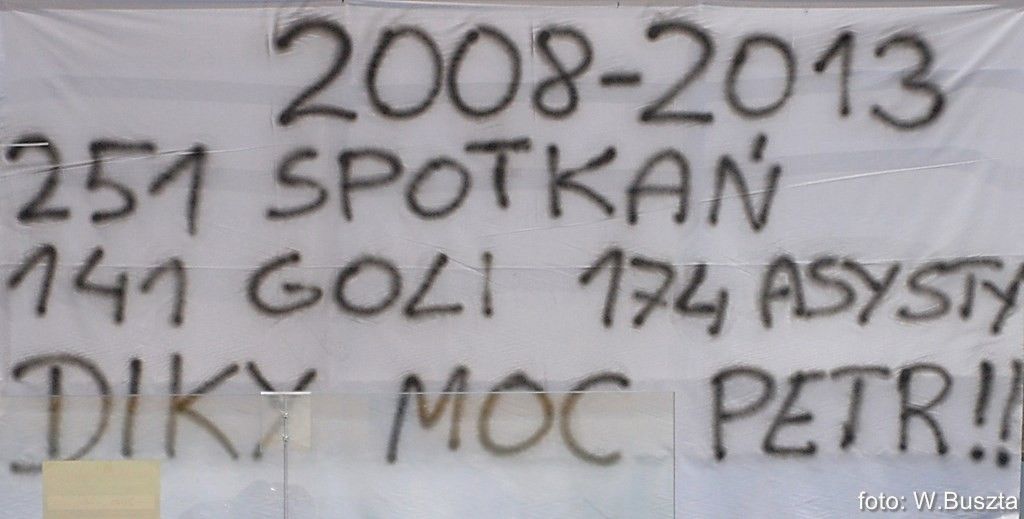 2008-2013
251 SPOTKAŃ
141 GOLI 174 ASYSTY
DIKY MOC PETR!!
foto: W.Buszta